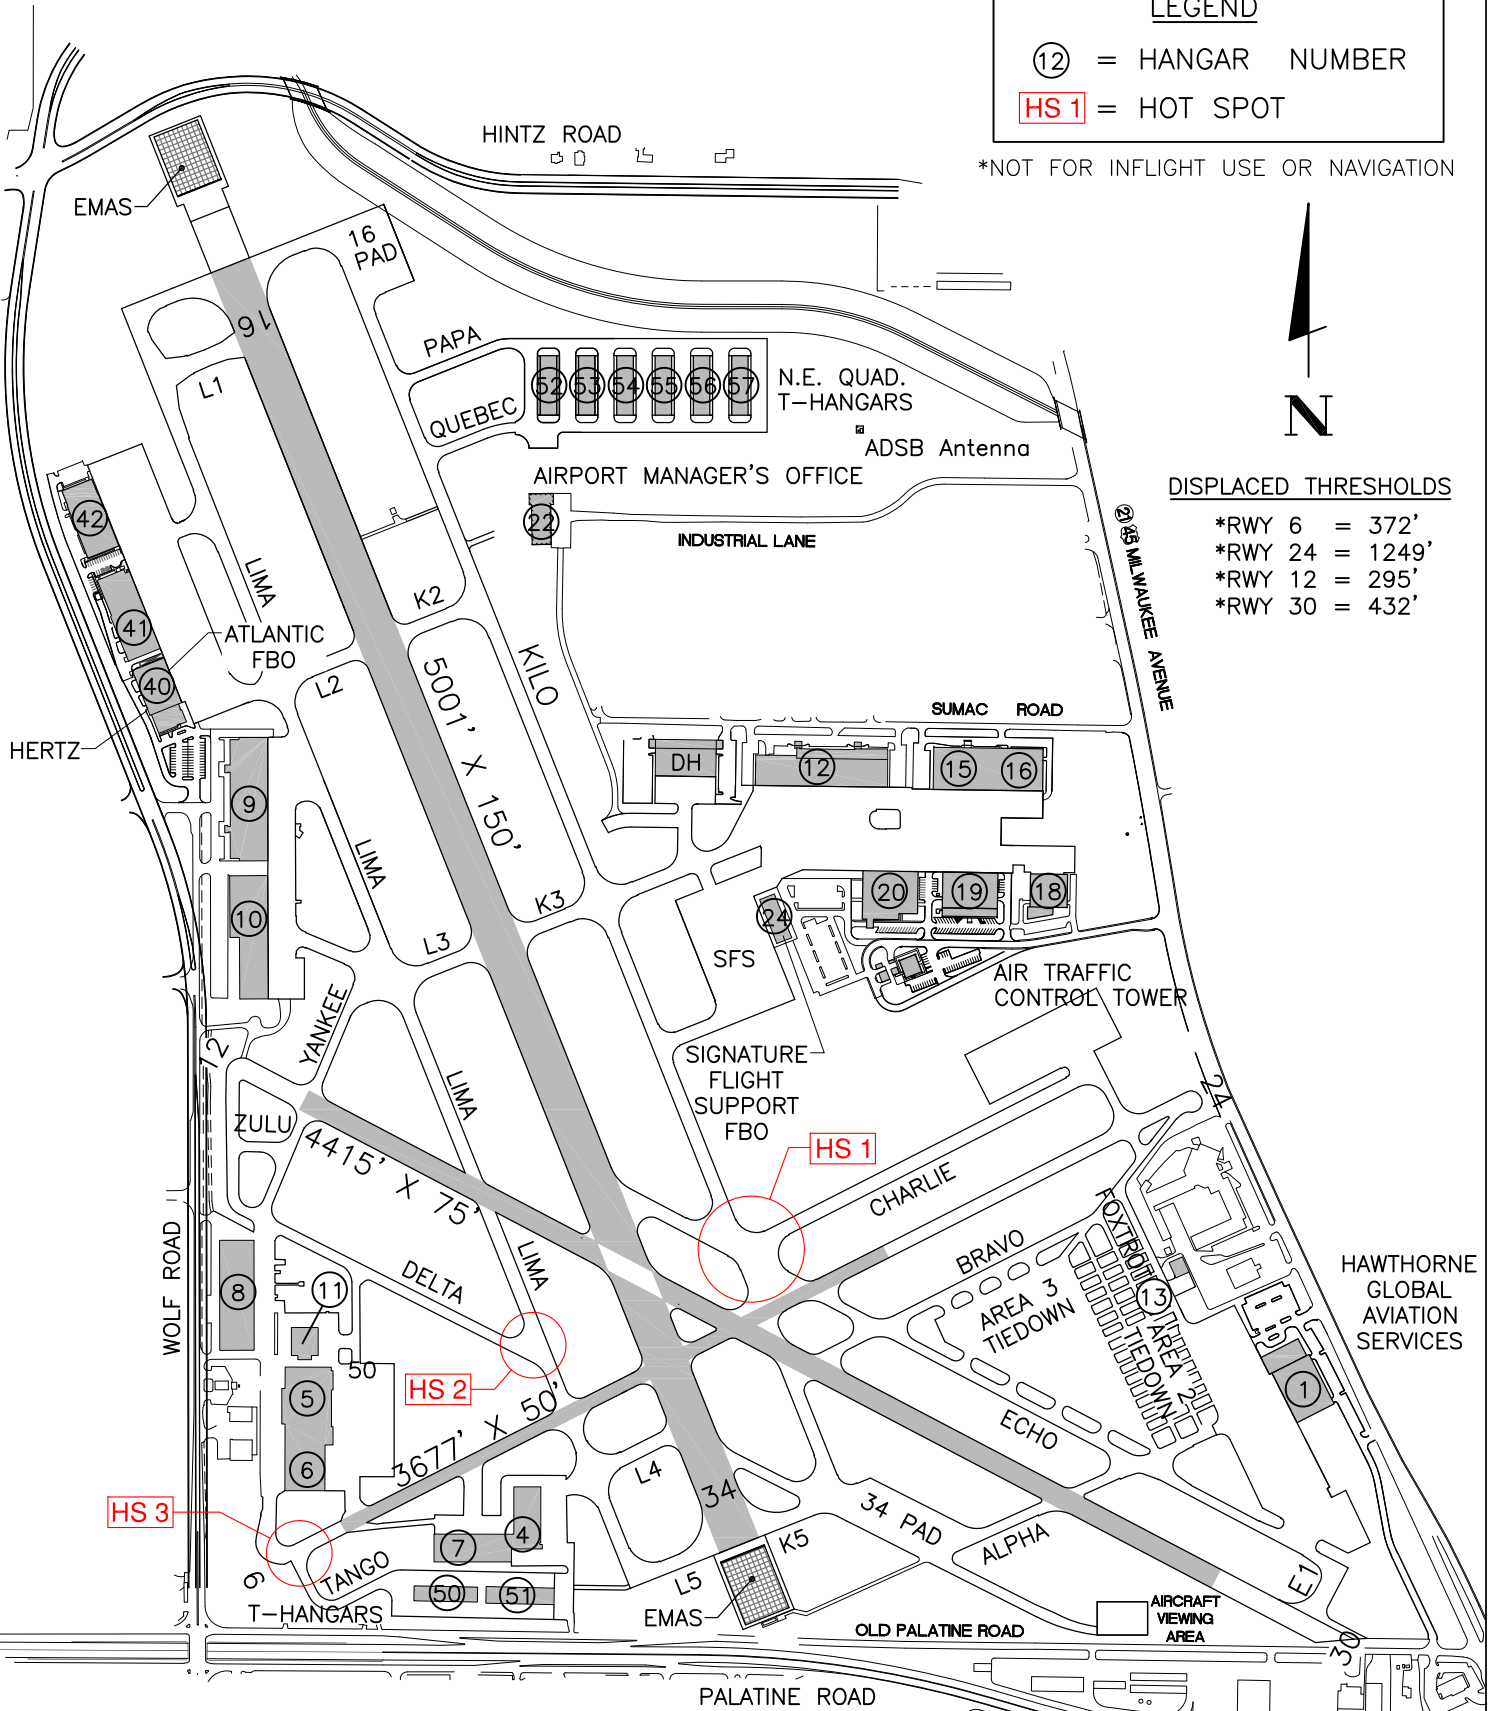 LEGEND
12 = HANGAR NUMBER
HS 1 = HOT SPOT
*NOT FOR INFLIGHT USE OR NAVIGATION
N
DISPLACED THRESHOLDS
*RWY 6 = 372'
*RWY 24 = 1249'
*RWY 12 = 295'
*RWY 30 = 432'
HINTZ ROAD
EMAS
16
PAD
16
PAPA
L1
QUEBEC
52
53
54
55
56
57
N.E. QUAD.
T-HANGARS
ADSB Antenna
AIRPORT MANAGER'S OFFICE
22
INDUSTRIAL LANE
21
45
MILWAUKEE AVENUE
42
41
40
LIMA
K2
ATLANTIC
FBO
L2
KILO
5001' X 150'
HERTZ
SUMAC ROAD
DH
12
15
16
9
LIMA
10
K3
L3
24
20
19
18
SFS
AIR TRAFFIC
CONTROL TOWER
YANKEE
12
SIGNATURE
FLIGHT
SUPPORT
FBO
LIMA
24
ZULU
4415' X 75'
HS 1
CHARLIE
FOXTROT
BRAVO
WOLF ROAD
LIMA
DELTA
8
11
13
AREA 3
TIEDOWN
AREA 2
TIEDOWN
HAWTHORNE
GLOBAL
AVIATION
SERVICES
50
HS 2
5
1
3677' X 50'
ECHO
6
L4
34
34 PAD
HS 3
4
7
K5
ALPHA
TANGO
6
50
51
L5
E1
T-HANGARS
EMAS
AIRCRAFT
VIEWING
AREA
OLD PALATINE ROAD
30
PALATINE ROAD